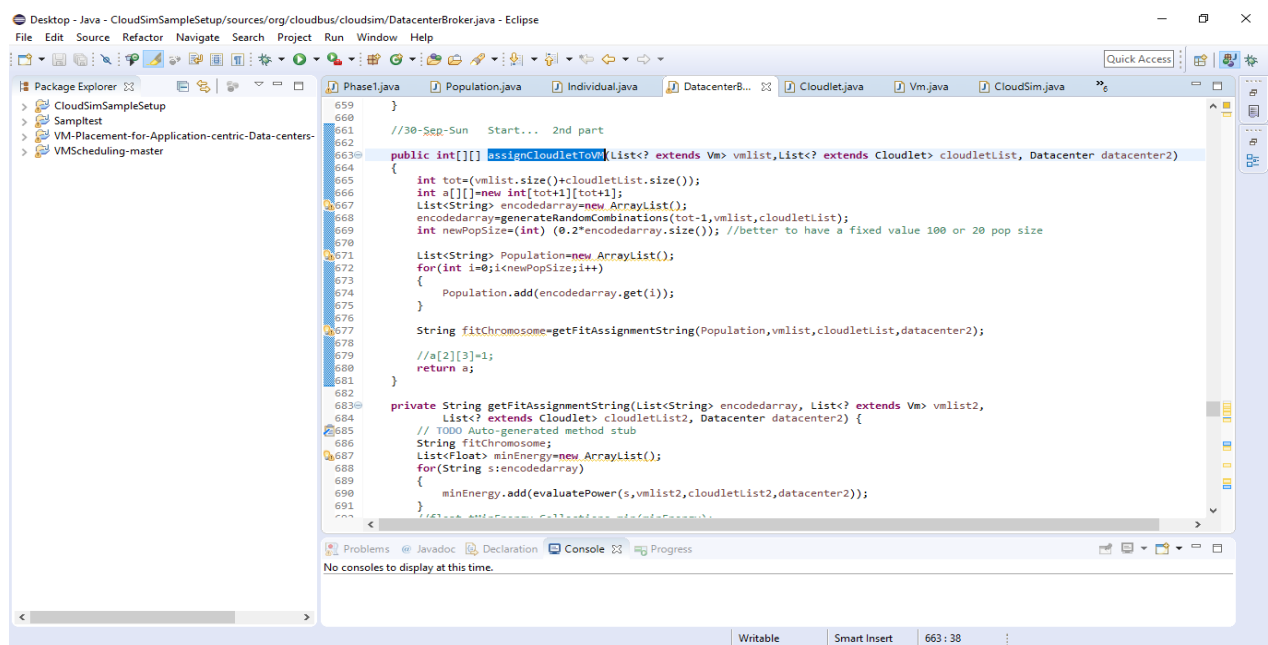 Desktop - Java - CloudSimSampleSetup/sources/org/cloudbus/cloudsim/DatacenterBroker.java - Eclipse
File Edit Source Refactor Navigate Search Project Run Window Help
Quick Access
Package Explorer
CloudSimSampleSetup
Sampltest
VM-Placement-for-Application-centric-Data-centers-
VMScheduling-master
Phase1.java Population.java Individual.java DatacenterB... Cloudlet.java Vm.java CloudSim.java »6
659 }
660
661 //30-Sep-Sun Start... 2nd part
662
663 public int[][] assignCloudletToVM(List<? extends Vm> vmlist,List<? extends Cloudlet> cloudletList, Datacenter datacenter2)
664 {
665 int tot=(vmlist.size()+cloudletList.size());
666 int a[][]=new int[tot+1][tot+1];
667 List<String> encodedarray=new ArrayList();
668 encodedarray=generateRandomCombinations(tot-1,vmlist,cloudletList);
669 int newPopSize=(int) (0.2*encodedarray.size()); //better to have a fixed value 100 or 20 pop size
670
671 List<String> Population=new ArrayList();
672 for(int i=0;i<newPopSize;i++)
673 {
674 Population.add(encodedarray.get(i));
675 }
676
677 String fitChromosome=getFitAssignmentString(Population,vmlist,cloudletList,datacenter2);
678
679 //a[2][3]=1;
680 return a;
681 }
682
683 private String getFitAssignmentString(List<String> encodedarray, List<? extends Vm> vmlist2,
684 List<? extends Cloudlet> cloudletList2, Datacenter datacenter2) {
685 // TODO Auto-generated method stub
686 String fitChromosome;
687 List<Float> minEnergy=new ArrayList();
688 for(String s:encodedarray)
689 {
690 minEnergy.add(evaluatePower(s,vmlist2,cloudletList2,datacenter2));
691 }
Problems Javadoc Declaration Console Progress
No consoles to display at this time.
Writable Smart Insert 663 : 38